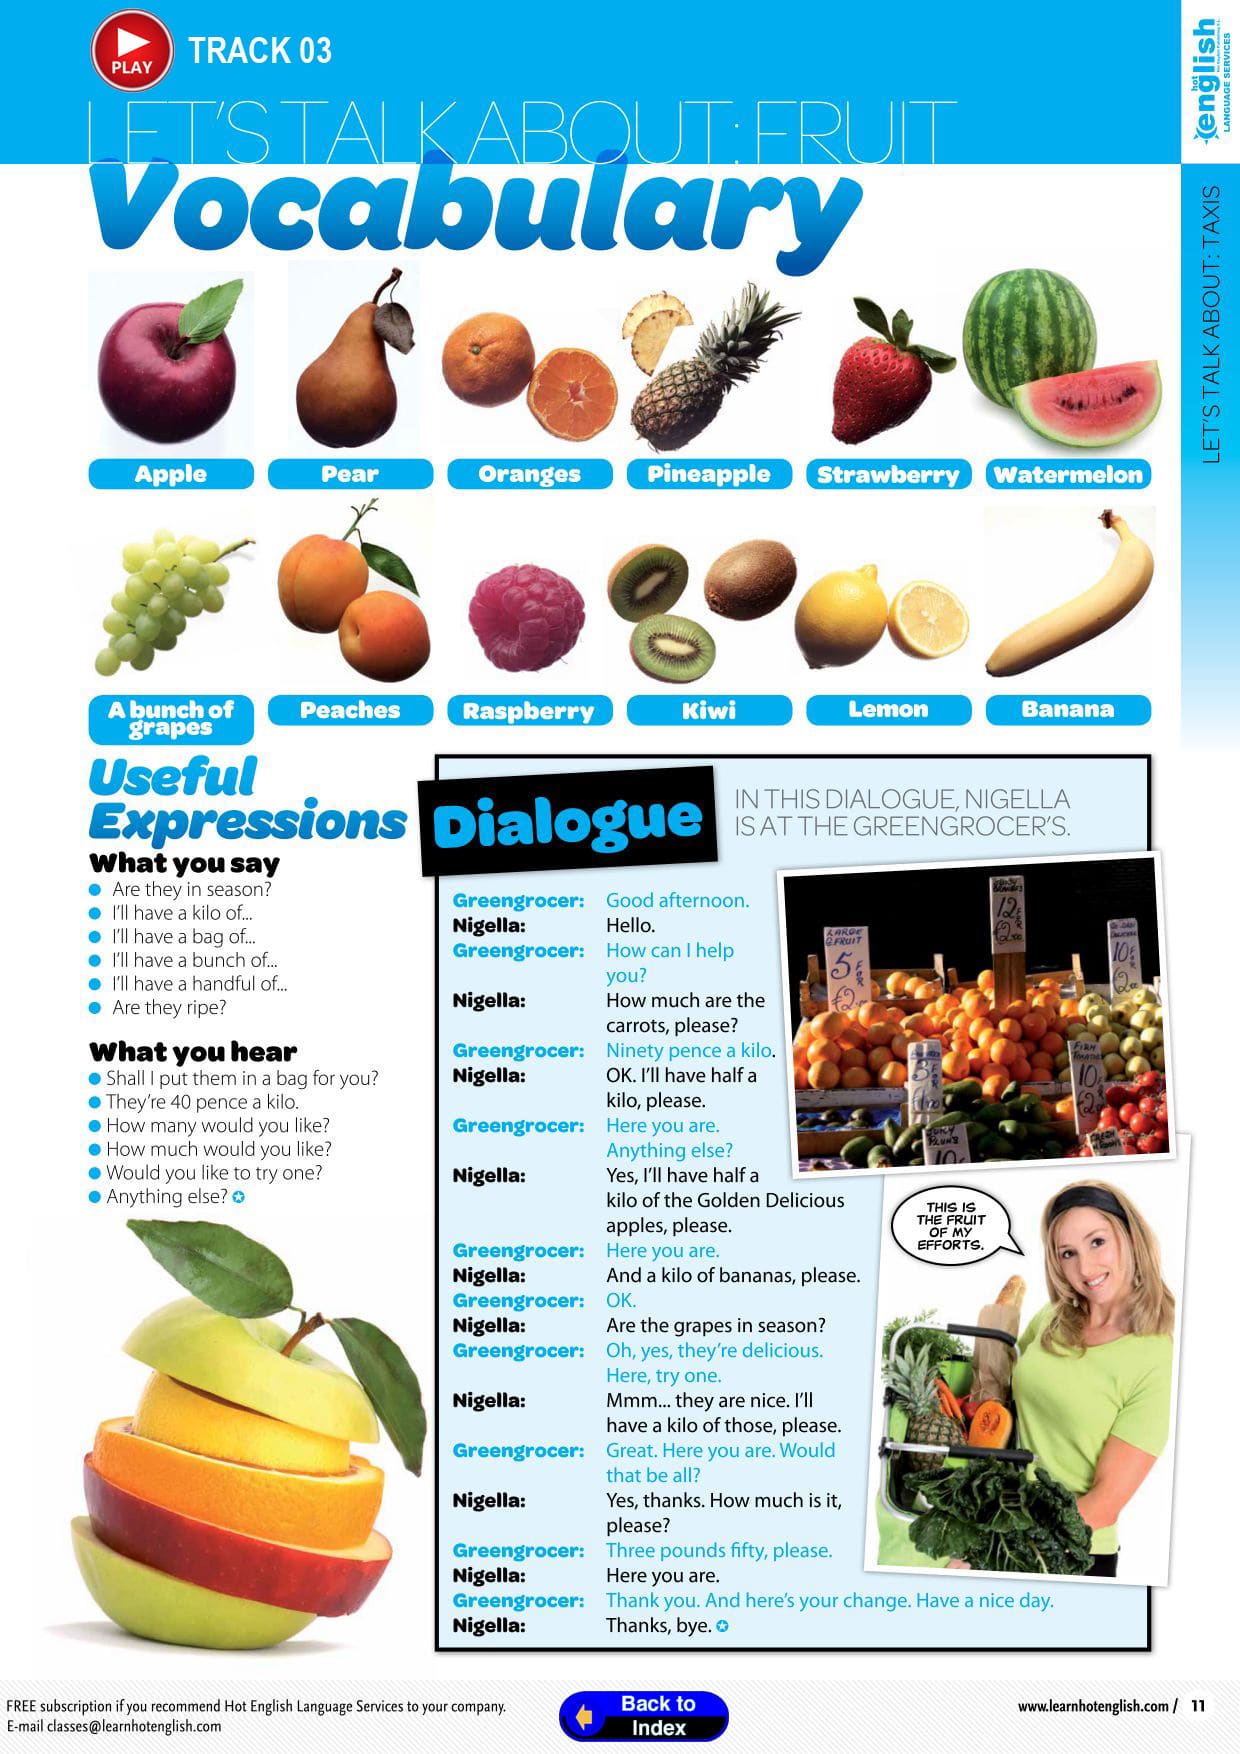 PLAY
TRACK 03
LET'S TALK ABOUT: FRUIT
Vocabulary
hot
english
LANGUAGE SERVICES
LET'S TALK ABOUT: TAXIS
Apple
Pear
Oranges
Pineapple
Strawberry
Watermelon
A bunch of
grapes
Peaches
Raspberry
Kiwi
Lemon
Banana
Useful
Expressions
What you say
Are they in season?
I'll have a kilo of...
I'll have a bag of...
I'll have a bunch of...
I'll have a handful of...
Are they ripe?
What you hear
Shall I put them in a bag for you?
They're 40 pence a kilo.
How many would you like?
How much would you like?
Would you like to try one?
Anything else?
Dialogue
IN THIS DIALOGUE, NIGELLA
IS AT THE GREENGROCER'S.
Greengrocer: Good afternoon.
Nigella: Hello.
Greengrocer: How can I help
you?
Nigella: How much are the
carrots, please?
Greengrocer: Ninety pence a kilo.
Nigella: OK. I'll have half a
kilo, please.
Greengrocer: Here you are.
Anything else?
Nigella: Yes, I'll have half a
kilo of the Golden Delicious
apples, please.
Greengrocer: Here you are.
Nigella: And a kilo of bananas, please.
Greengrocer: OK.
Nigella: Are the grapes in season?
Greengrocer: Oh, yes, they're delicious.
Here, try one.
Nigella: Mmm... they are nice. I'll
have a kilo of those, please.
Greengrocer: Great. Here you are. Would
that be all?
Nigella: Yes, thanks. How much is it,
please?
Greengrocer: Three pounds fifty, please.
Nigella: Here you are.
Greengrocer: Thank you. And here's your change. Have a nice day.
Nigella: Thanks, bye.
12
FOR
LARGE
5
FOR
10
FOR
3
FOR
10
JUICY
PLUMS
10
THIS IS
THE FRUIT
OF MY
EFFORTS.
FREE subscription if you recommend Hot English Language Services to your company.
E-mail classes@learnhotenglish.com
Back to
Index
www.learnhotenglish.com / 11